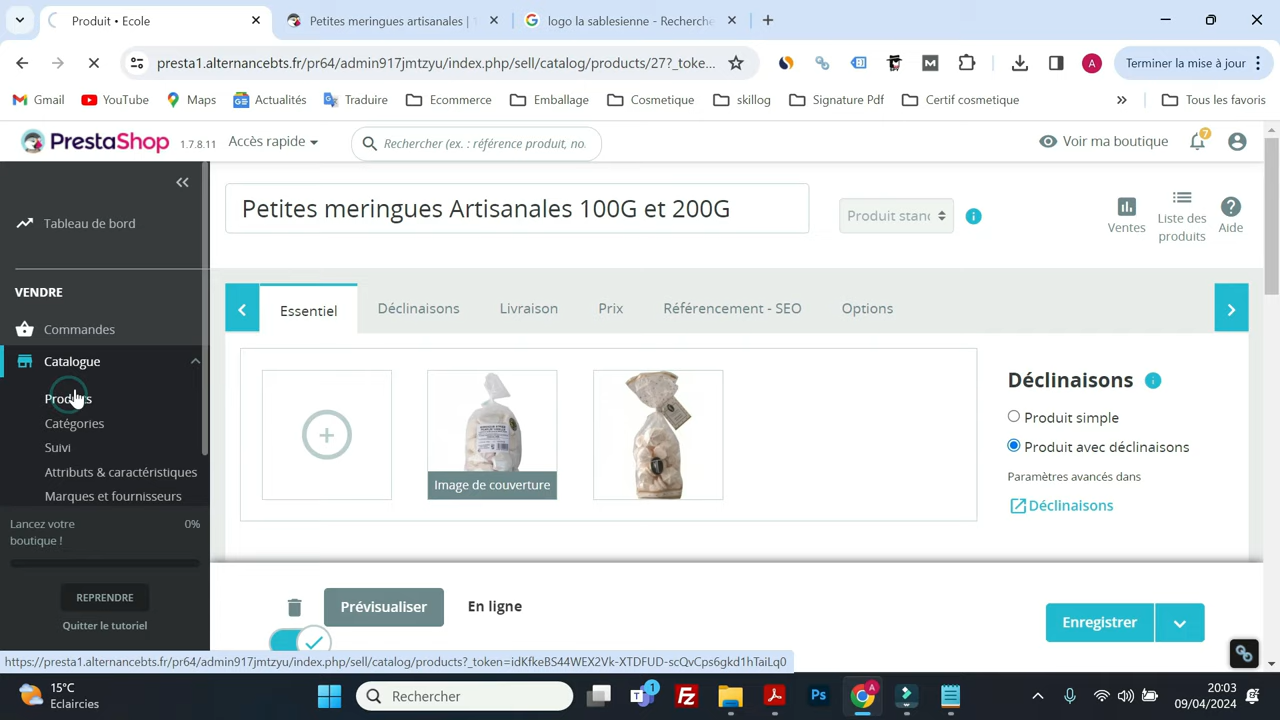 Produit • Ecole
Petites meringues artisanales |
logo la sablesienne - Recherche
presta1.alternancebts.fr/pr64/admin917jmtzyu/index.php/sell/catalog/products/27?_toke...
A
Terminer la mise à jour
Gmail
YouTube
Maps
Actualités
Traduire
Ecommerce
Emballage
Cosmetique
skillog
Signature Pdf
Certif cosmetique
»
Tous les favoris
PrestaShop
1.7.8.11
Accès rapide
Rechercher (ex. : référence produit, no.
Voir ma boutique
7
Petites meringues Artisanales 100G et 200G
Produit stand
Ventes
Liste des
produits
Aide
Tableau de bord
VENDRE
Commandes
Catalogue
Produits
Catégories
Suivi
Attributs & caractéristiques
Marques et fournisseurs
Lancez votre
boutique !
0%
REPRENDRE
Quitter le tutoriel
Essentiel
Déclinaisons
Livraison
Prix
Référencement - SEO
Options
Image de couverture
Déclinaisons
Produit simple
Produit avec déclinaisons
Paramètres avancés dans
Déclinaisons
Prévisualiser
En ligne
Enregistrer
https://presta1.alternancebts.fr/pr64/admin917jmtzyu/index.php/sell/catalog/products?_token=idKfkeBS44WEX2Vk-XTDFUD-scQvCps6gkd1hTaiLq0
15°C
Eclaircies
Rechercher
1
A
20:03
09/04/2024